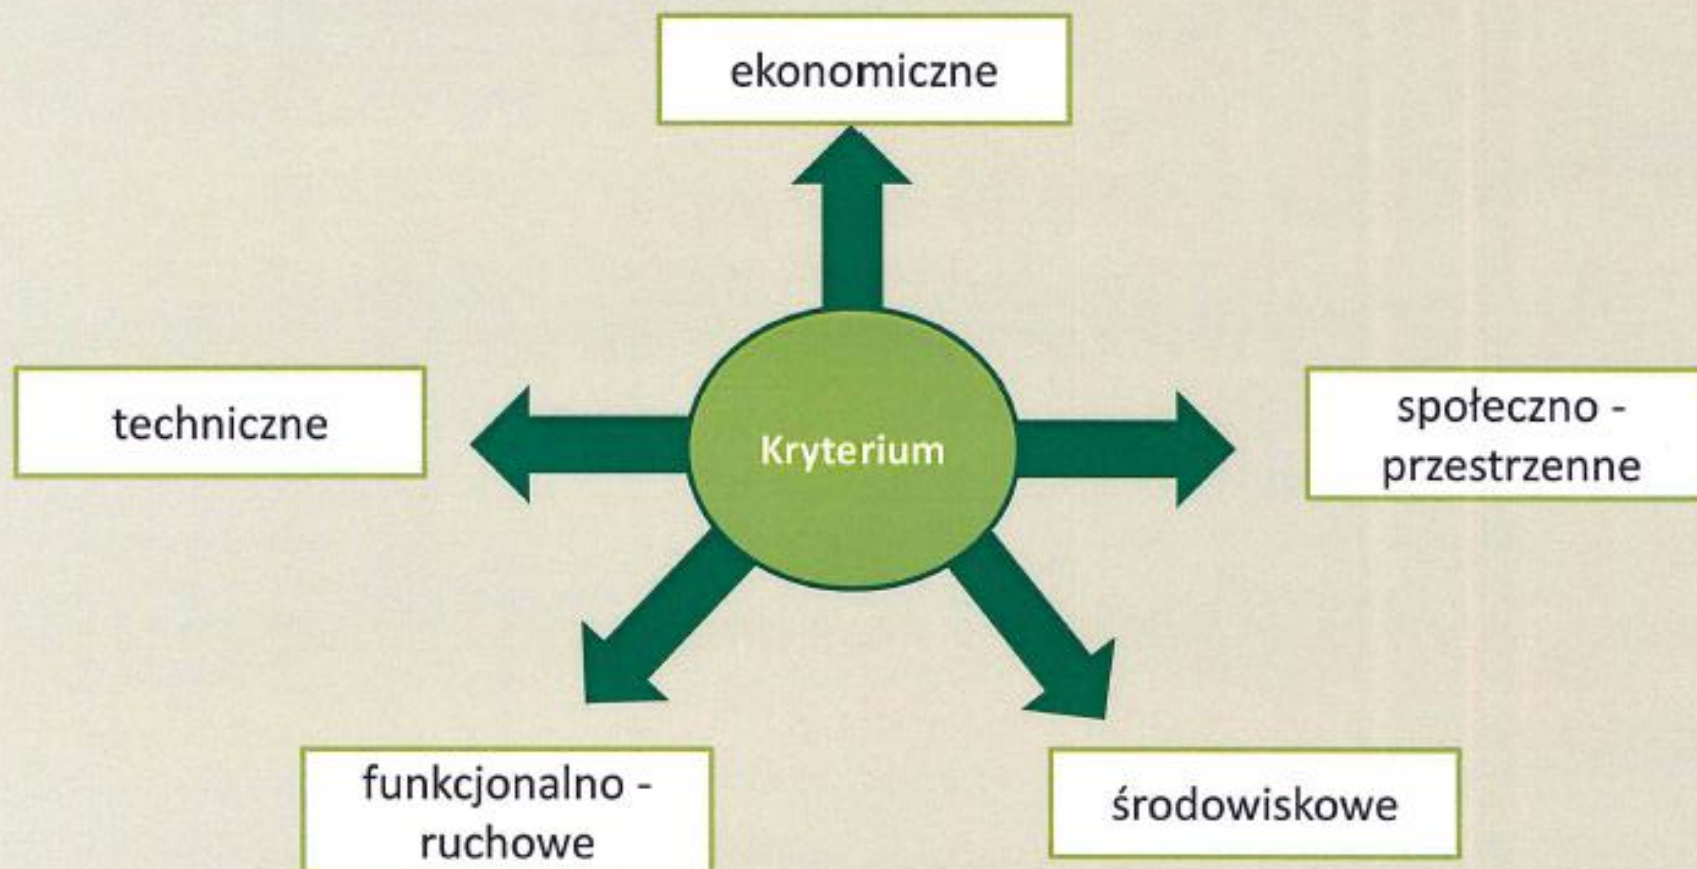 ekonomiczne
techniczne
Kryterium
społeczno -
przestrzenne
funkcjonalno -
ruchowe
środowiskowe